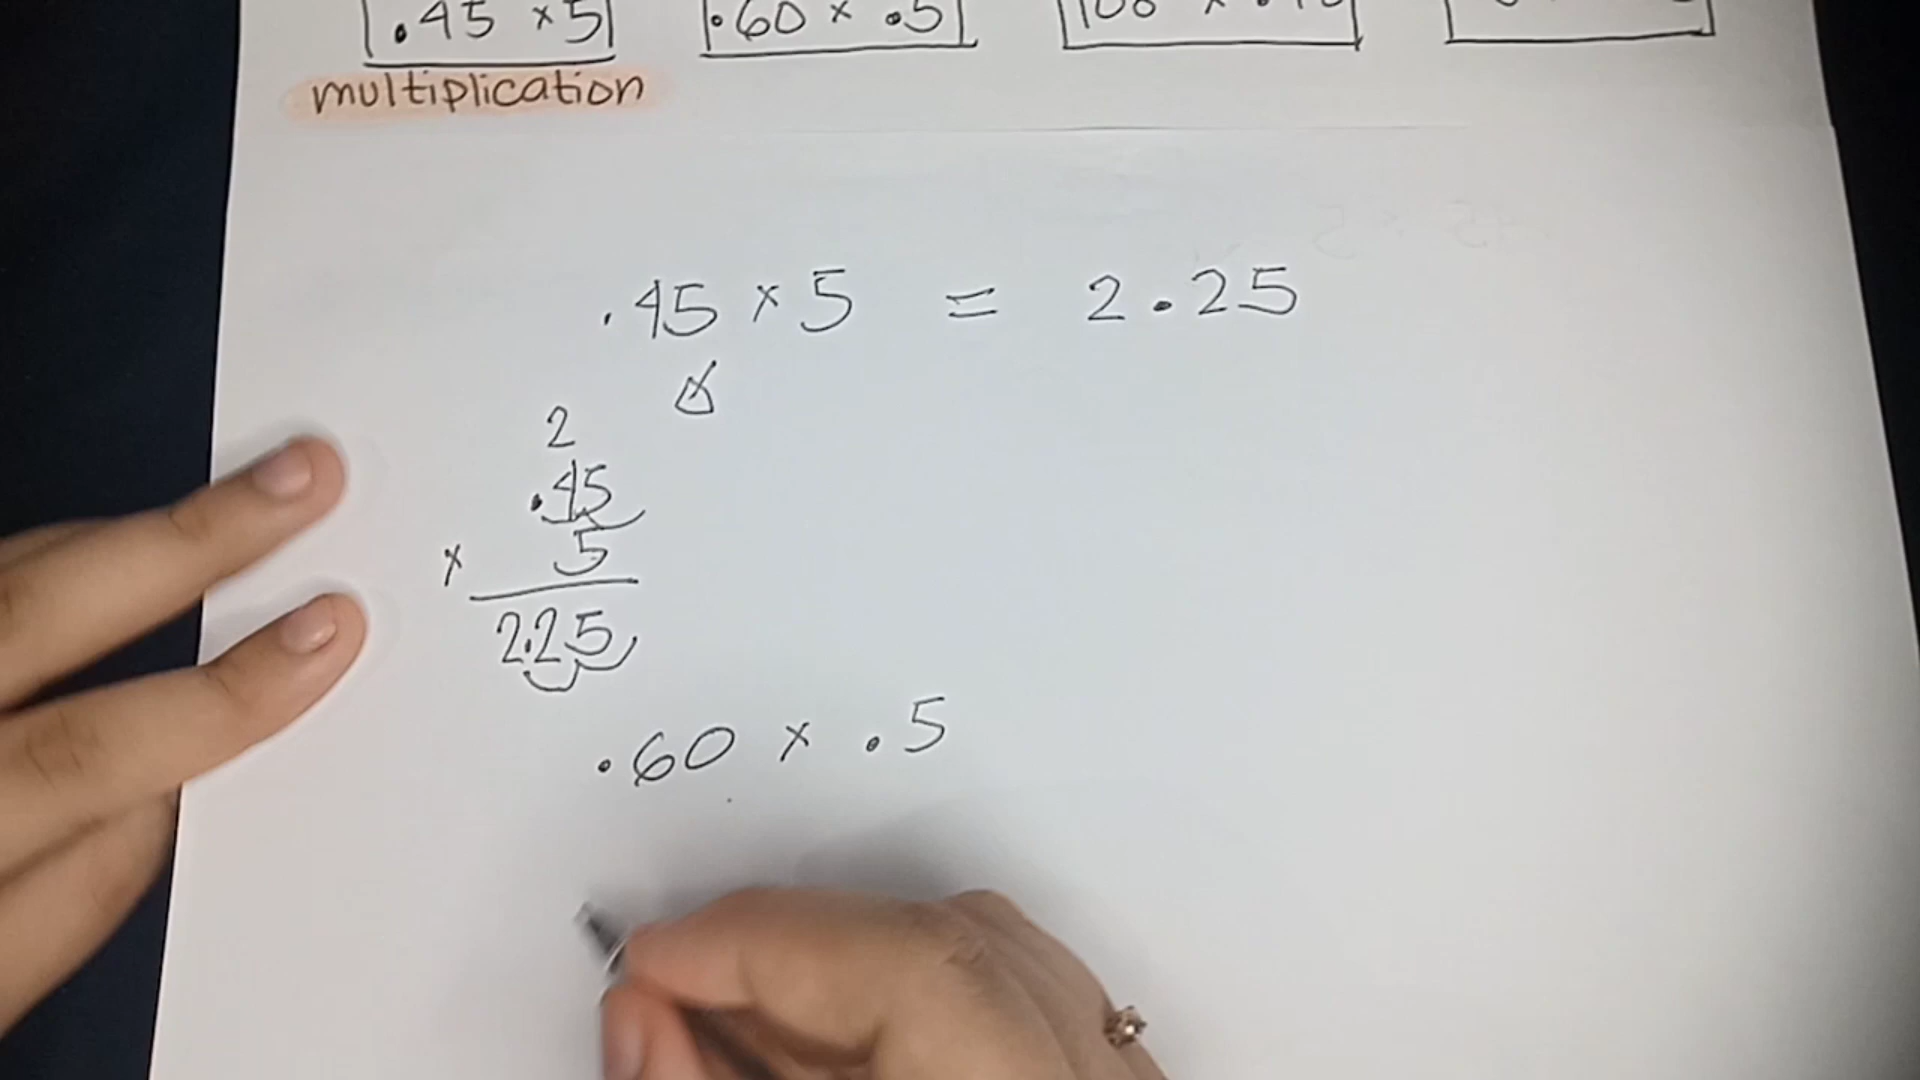 .45 × 5 .60 × .5
multiplication
.45 × 5 = 2.25
2
.45
× 5
2.25
.60 × .5